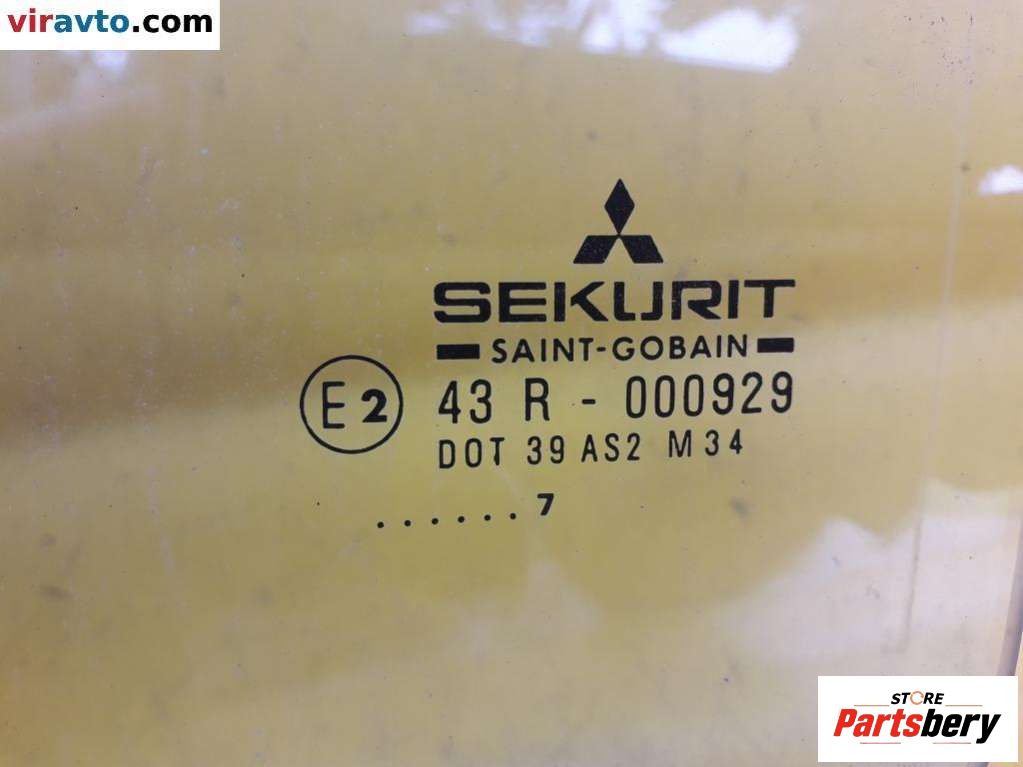 viravto.com
SEKURIT
SAINT-GOBAIN
E2 43 R - 000929
DOT 39 AS2 M34
......7
STORE
Partsbery